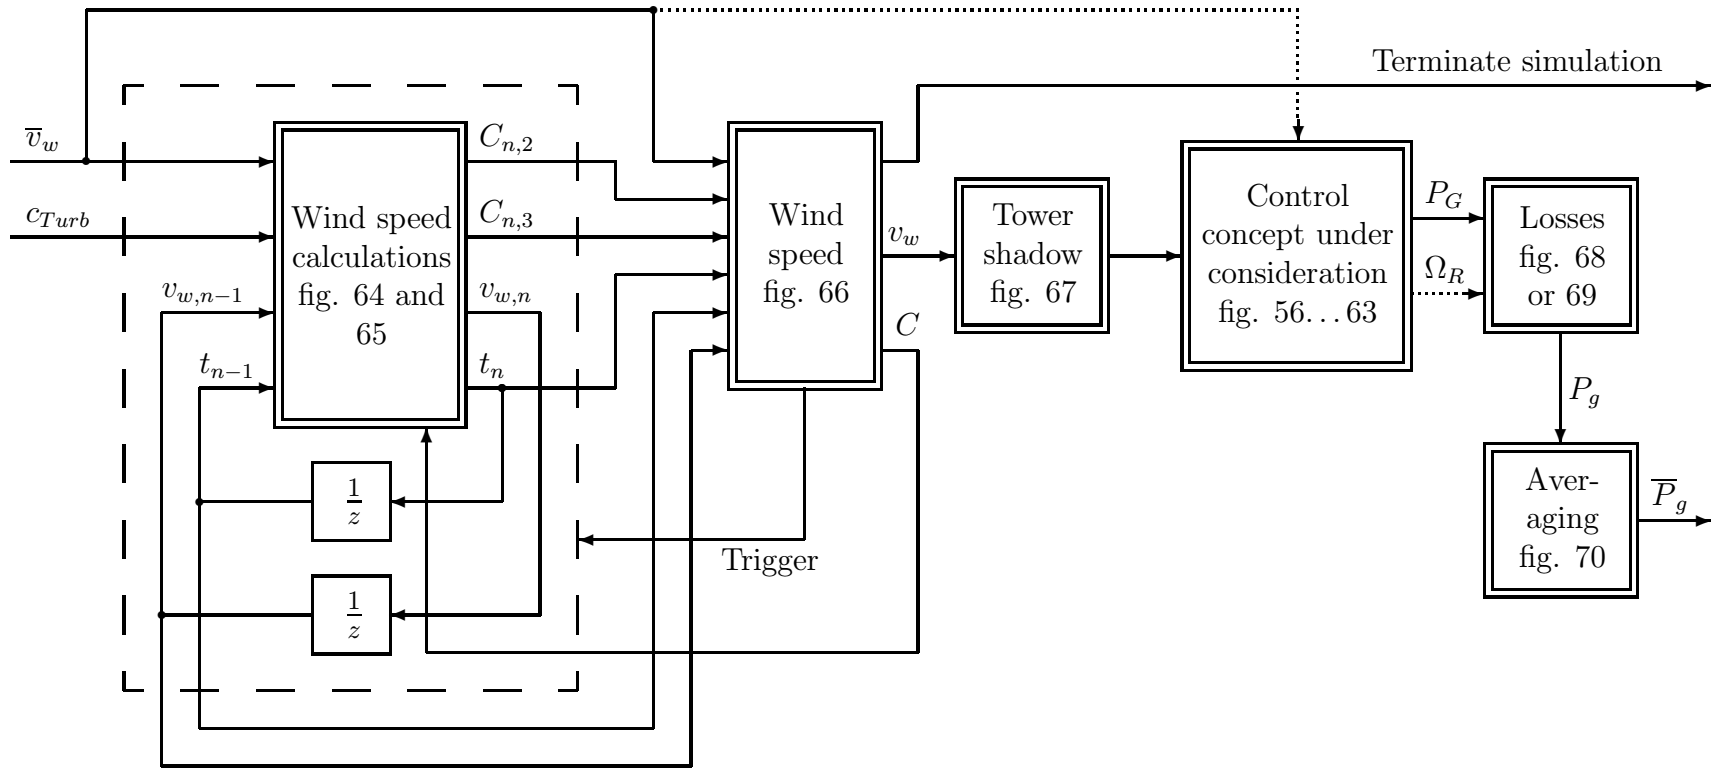 Terminate simulation
v̅_w
C_{n,2}
c_{Turb}
C_{n,3}
Wind speed
calculations
fig. 64 and
65
v_{w,n−1}
v_{w,n}
t_{n−1}
t_n
1
z
1
z
Wind
speed
fig. 66
v_w
C
Trigger
Tower
shadow
fig. 67
Control
concept under
consideration
fig. 56…63
P_G
Ω_R
Losses
fig. 68
or 69
P_g
Aver-
aging
fig. 70
P̅_g